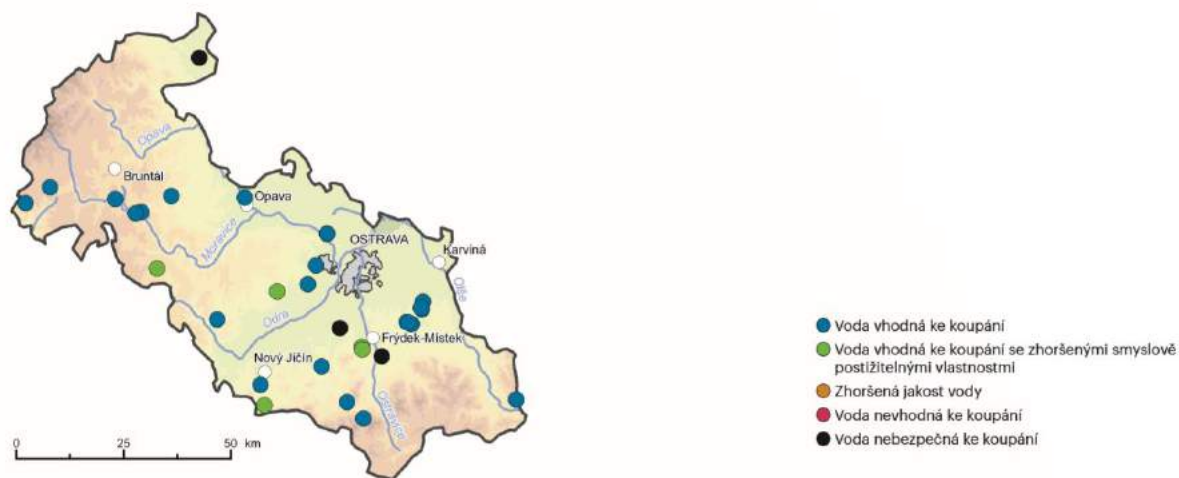 Opava
Bruntál
Opava
Moravice
OSTRAVA
Karviná
Olše
Odra
Frýdek-Místek
Nový Jičín
Ostravice
0 25 50 km
Voda vhodná ke koupání
Voda vhodná ke koupání se zhoršenými smyslově
postižitelnými vlastnostmi
Zhoršená jakost vody
Voda nevhodná ke koupání
Voda nebezpečná ke koupání